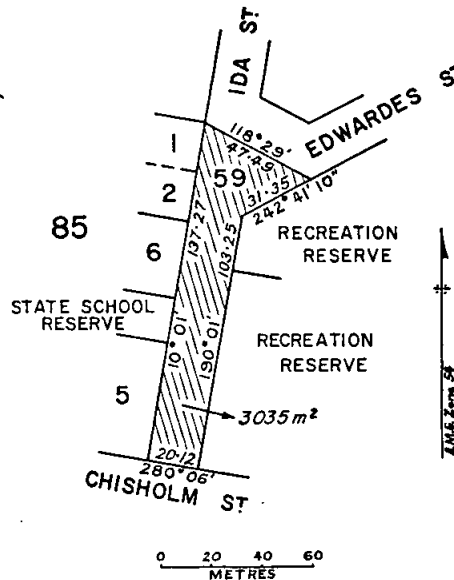 IDA ST.
EDWARDES ST
118°29'
47·49
1
59
31·35
242°41'10"
2
85
137·27
103·25
6
RECREATION
RESERVE
STATE SCHOOL
RESERVE
10°01'
190°01'
RECREATION
RESERVE
5
3035m²
20·12
280°06'
CHISHOLM ST.
A.M.G. Zone 54
0 20 40 60
METRES